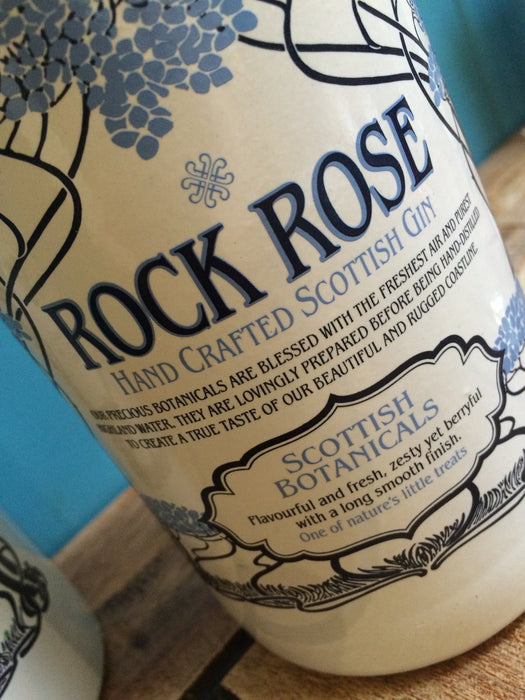 ROCK ROSE
HAND CRAFTED SCOTTISH GIN
OUR PRECIOUS BOTANICALS ARE BLESSED WITH THE FRESHEST AIR AND PUREST
HIGHLAND WATER. THEY ARE LOVINGLY PREPARED BEFORE BEING HAND-DISTILLED
TO CREATE A TRUE TASTE OF OUR BEAUTIFUL AND RUGGED COASTLINE.
SCOTTISH
BOTANICALS
Flavourful and fresh, zesty yet berryful
with a long smooth finish.
One of nature's little treats